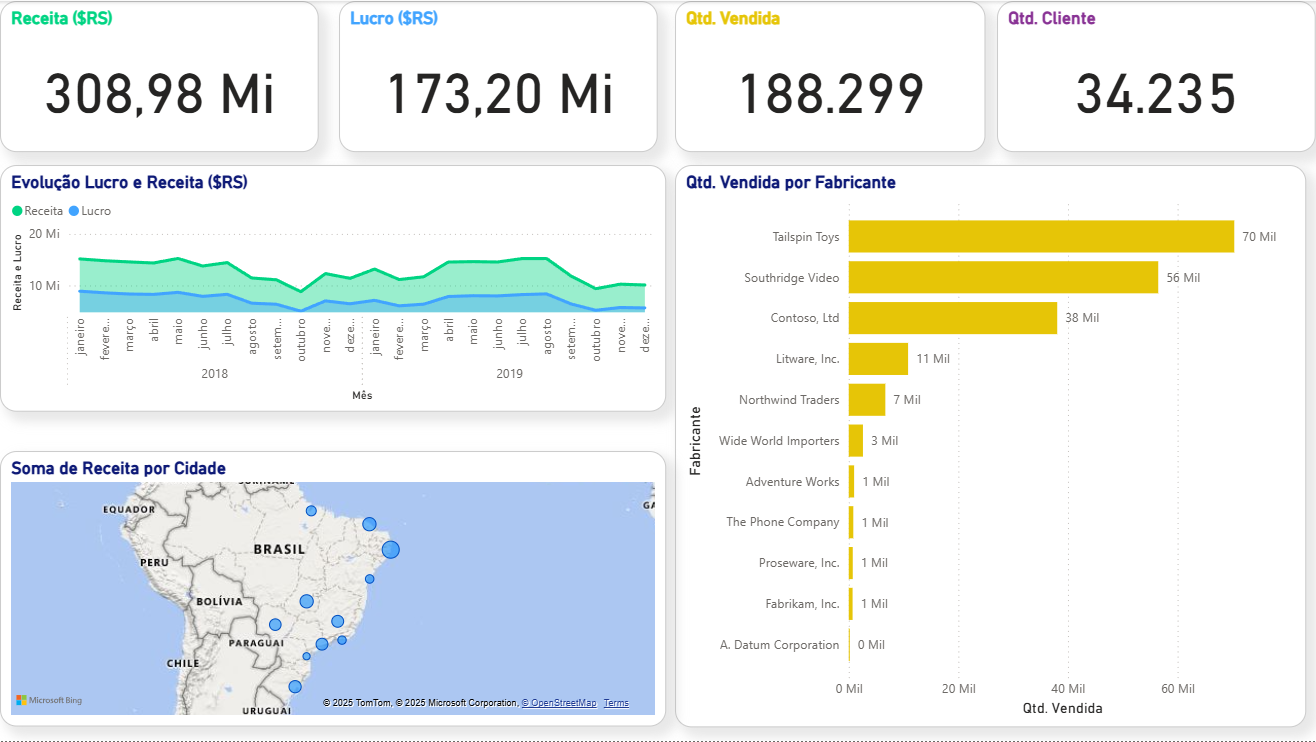 Receita ($RS)
308,98 Mi
Lucro ($RS)
173,20 Mi
Qtd. Vendida
188.299
Qtd. Cliente
34.235
Evolução Lucro e Receita ($RS)
Receita
Lucro
Receita e Lucro
20 Mi
10 Mi
janeiro
fevere...
março
abril
maio
junho
julho
agosto
setem...
outubro
nove...
deze...
janeiro
fevere...
março
abril
maio
junho
julho
agosto
setem...
outubro
nove...
deze...
2018
2019
Mês
Soma de Receita por Cidade
SURINAME
EQUADOR
GA
BRASIL
PERU
BOLÍVIA
PARAGUAI
CHILE
URUGUAI
Microsoft Bing
© 2025 TomTom, © 2025 Microsoft Corporation, © OpenStreetMap Terms
Qtd. Vendida por Fabricante
Fabricante
Tailspin Toys 70 Mil
Southridge Video 56 Mil
Contoso, Ltd 38 Mil
Litware, Inc. 11 Mil
Northwind Traders 7 Mil
Wide World Importers 3 Mil
Adventure Works 1 Mil
The Phone Company 1 Mil
Proseware, Inc. 1 Mil
Fabrikam, Inc. 1 Mil
A. Datum Corporation 0 Mil
0 Mil 20 Mil 40 Mil 60 Mil
Qtd. Vendida